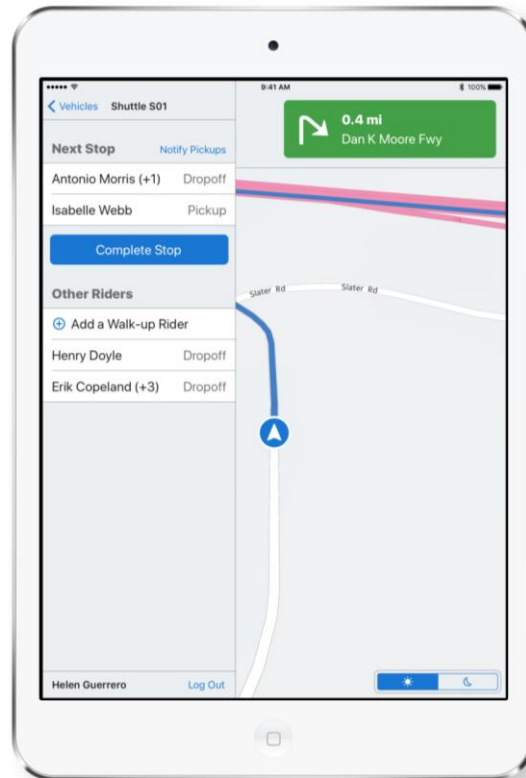 9:41 AM
100%
Vehicles Shuttle S01
0.4 mi
Dan K Moore Fwy
Next Stop Notify Pickups
Antonio Morris (+1) Dropoff
Isabelle Webb Pickup
Complete Stop
Other Riders
Add a Walk-up Rider
Henry Doyle Dropoff
Erik Copeland (+3) Dropoff
Slater Rd
Slater Rd
Helen Guerrero Log Out